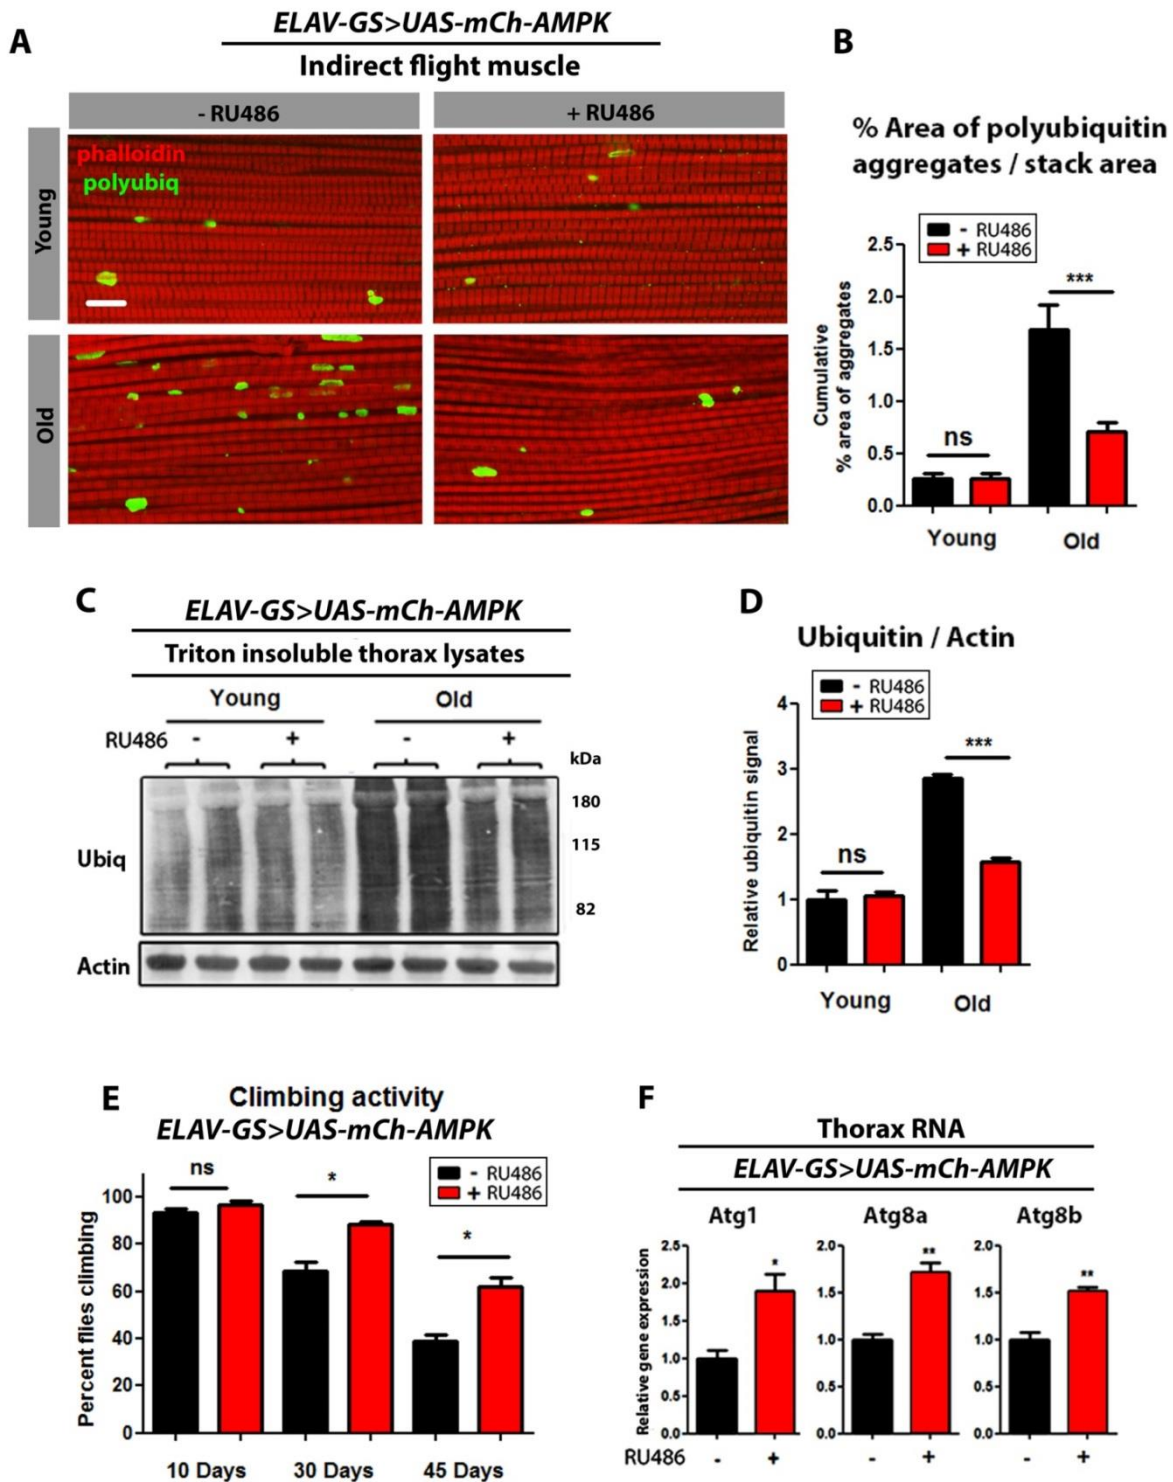 A
ELAV-GS>UAS-mCh-AMPK
Indirect flight muscle
- RU486
+ RU486
Young
phalloidin
polyubiq
Old
B
% Area of polyubiquitin
aggregates / stack area
- RU486
+ RU486
Cumulative
% area of aggregates
2.5
2.0
1.5
1.0
0.5
0.0
ns
***
Young
Old
C
ELAV-GS>UAS-mCh-AMPK
Triton insoluble thorax lysates
Young
Old
RU486
-
+
-
+
kDa
180
115
82
Ubiq
Actin
D
Ubiquitin / Actin
- RU486
+ RU486
Relative ubiquitin signal
4
3
2
1
0
ns
***
Young
Old
E
Climbing activity
ELAV-GS>UAS-mCh-AMPK
- RU486
+ RU486
Percent flies climbing
100
80
60
40
20
0
ns
*
*
10 Days
30 Days
45 Days
F
Thorax RNA
ELAV-GS>UAS-mCh-AMPK
Atg1
Atg8a
Atg8b
Relative gene expression
2.5
2.0
1.5
1.0
0.5
0.0
*
2.0
1.5
1.0
0.5
0.0
**
2.0
1.5
1.0
0.5
0.0
**
RU486
-
+
-
+
-
+